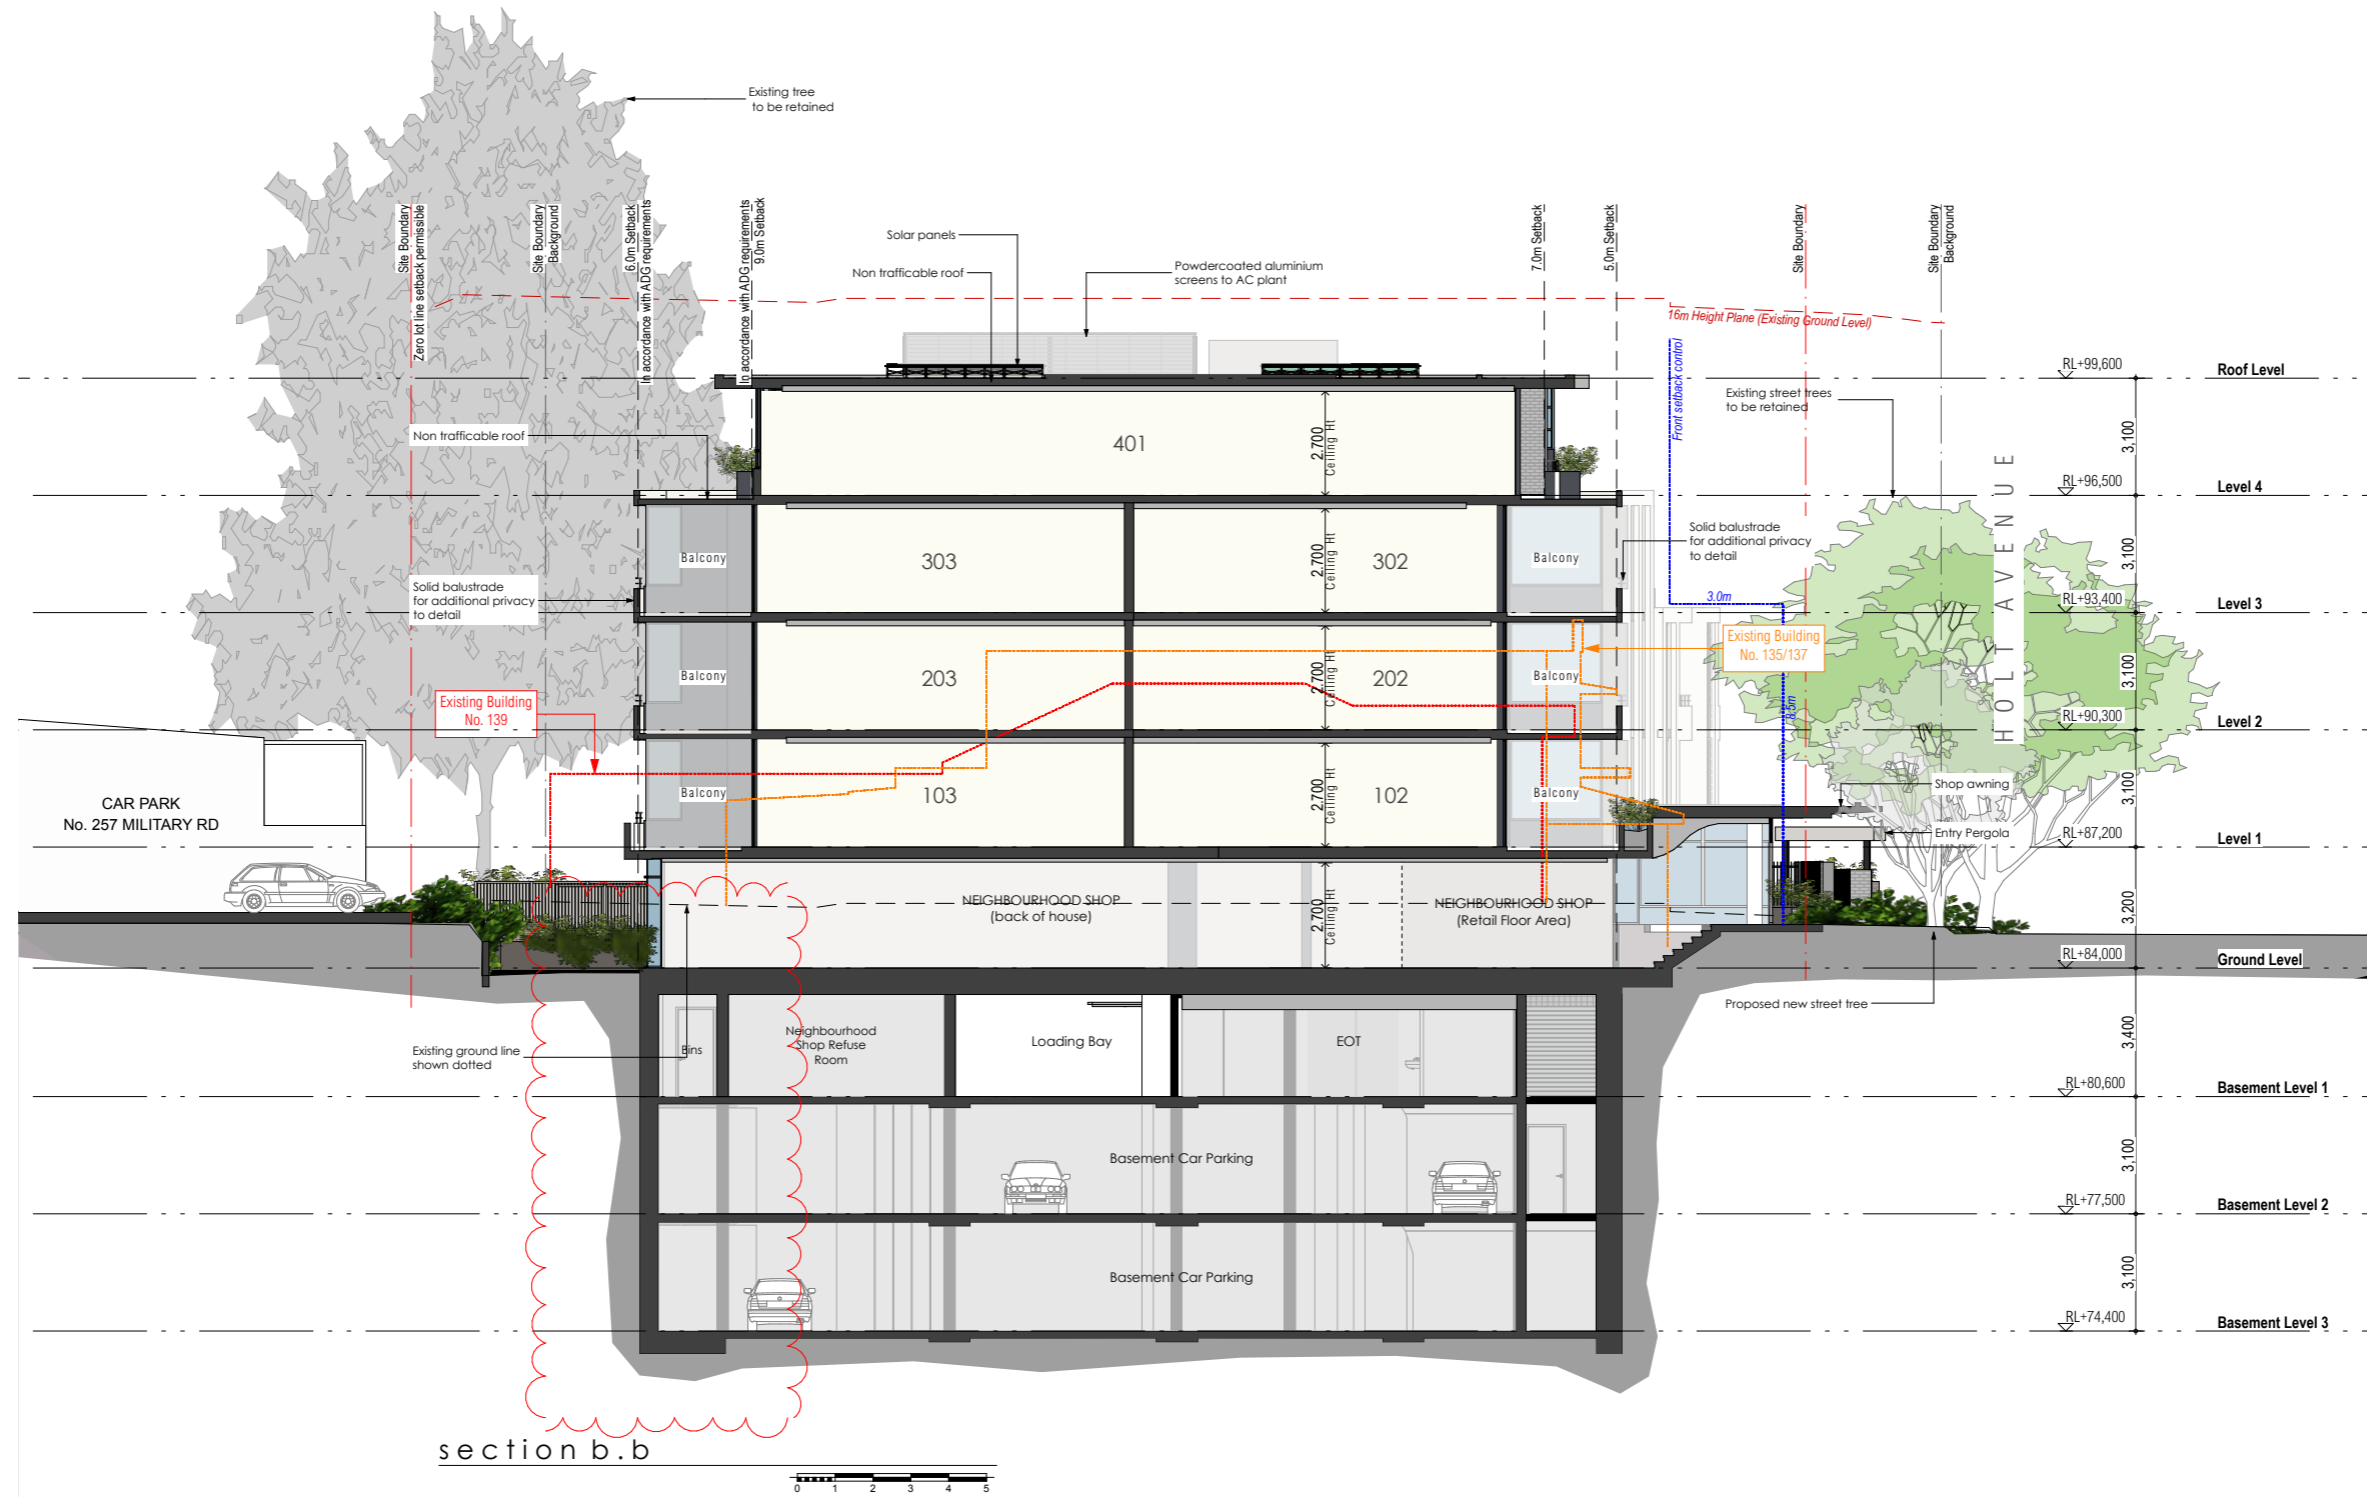 Existing tree
to be retained
Site Boundary
Zero lot line setback permissible
Site Boundary
Background
6.0m Setback
In accordance with ADG requirements
In accordance with ADG requirements
9.0m Setback
Solar panels
Non trafficable roof
Powdercoated aluminium
screens to AC plant
7.0m Setback
5.0m Setback
Site Boundary
Site Boundary
Background
16m Height Plane (Existing Ground Level)
Front setback control
RL+99,600
Roof Level
Existing street trees
to be retained
3,100
Non trafficable roof
401
2.700
Ceiling Ht
RL+96,500
Level 4
HOLT AVENUE
Solid balustrade
for additional privacy
to detail
3,100
Balcony
303
2.700
Ceiling Ht
302
Balcony
Solid balustrade
for additional privacy
to detail
3.0m
RL+93,400
Level 3
Existing Building
No. 135/137
3,100
Balcony
203
2.700
Ceiling Ht
202
Balcony
Existing Building
No. 139
8.5m
RL+90,300
Level 2
CAR PARK
No. 257 MILITARY RD
Balcony
103
2.700
Ceiling Ht
102
Balcony
Shop awning
3,100
Entry Pergola
RL+87,200
Level 1
NEIGHBOURHOOD SHOP
(back of house)
2.700
Ceiling Ht
NEIGHBOURHOOD SHOP
(Retail Floor Area)
3,200
RL+84,000
Ground Level
Proposed new street tree
Existing ground line
shown dotted
Bins
Neighbourhood
Shop Refuse
Room
Loading Bay
EOT
3,400
RL+80,600
Basement Level 1
Basement Car Parking
3,100
RL+77,500
Basement Level 2
Basement Car Parking
3,100
RL+74,400
Basement Level 3
section b.b
0 1 2 3 4 5